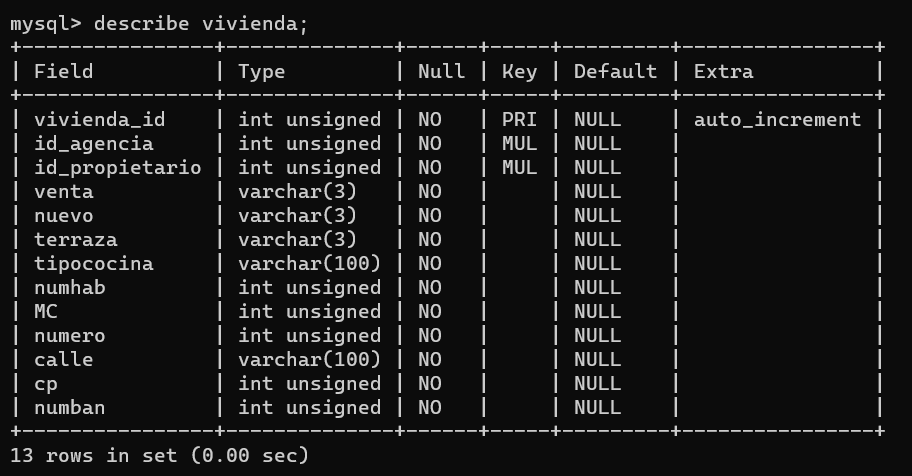 mysql> describe vivienda;
+----------------+--------------+------+-----+---------+----------------+
| Field          | Type         | Null | Key | Default | Extra          |
+----------------+--------------+------+-----+---------+----------------+
| vivienda_id    | int unsigned | NO   | PRI | NULL    | auto_increment |
| id_agencia     | int unsigned | NO   | MUL | NULL    |                |
| id_propietario | int unsigned | NO   | MUL | NULL    |                |
| venta          | varchar(3)   | NO   |     | NULL    |                |
| nuevo          | varchar(3)   | NO   |     | NULL    |                |
| terraza        | varchar(3)   | NO   |     | NULL    |                |
| tipococina     | varchar(100) | NO   |     | NULL    |                |
| numhab         | int unsigned | NO   |     | NULL    |                |
| MC             | int unsigned | NO   |     | NULL    |                |
| numero         | int unsigned | NO   |     | NULL    |                |
| calle          | varchar(100) | NO   |     | NULL    |                |
| cp             | int unsigned | NO   |     | NULL    |                |
| numban         | int unsigned | NO   |     | NULL    |                |
+----------------+--------------+------+-----+---------+----------------+
13 rows in set (0.00 sec)